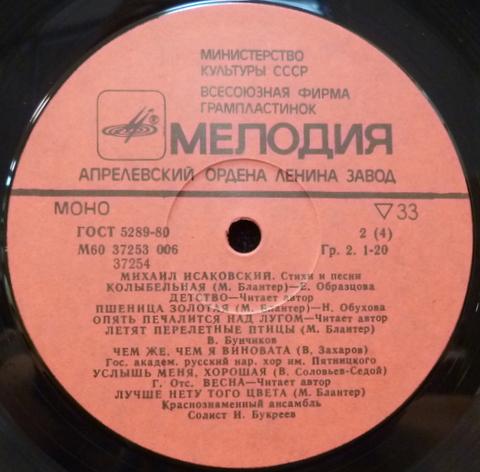 МИНИСТЕРСТВО
КУЛЬТУРЫ СССР
ВСЕСОЮЗНАЯ ФИРМА
ГРАМПЛАСТИНОК
МЕЛОДИЯ
АПРЕЛЕВСКИЙ ОРДЕНА ЛЕНИНА ЗАВОД
МОНО ▽33
ГОСТ 5289-80 2 (4)
М60 37253 006 Гр. 2. 1-20
37254
МИХАИЛ ИСАКОВСКИЙ. Стихи и песни
КОЛЫБЕЛЬНАЯ (М. Блантер)—Е. Образцова
ДЕТСТВО—Читает автор
ПШЕНИЦА ЗОЛОТАЯ (М. Блантер)—Н. Обухова
ОПЯТЬ ПЕЧАЛИТСЯ НАД ЛУГОМ—Читает автор
ЛЕТЯТ ПЕРЕЛЕТНЫЕ ПТИЦЫ (М. Блантер)
В. Бунчиков
ЧЕМ ЖЕ, ЧЕМ Я ВИНОВАТА (В. Захаров)
Гос. академ. русский нар. хор им. Пятницкого
УСЛЫШЬ МЕНЯ, ХОРОШАЯ (В. Соловьев-Седой)
Г. Отс. ВЕСНА—Читает автор
ЛУЧШЕ НЕТУ ТОГО ЦВЕТА (М. Блантер)
Краснознаменный ансамбль
Солист И. Букреев